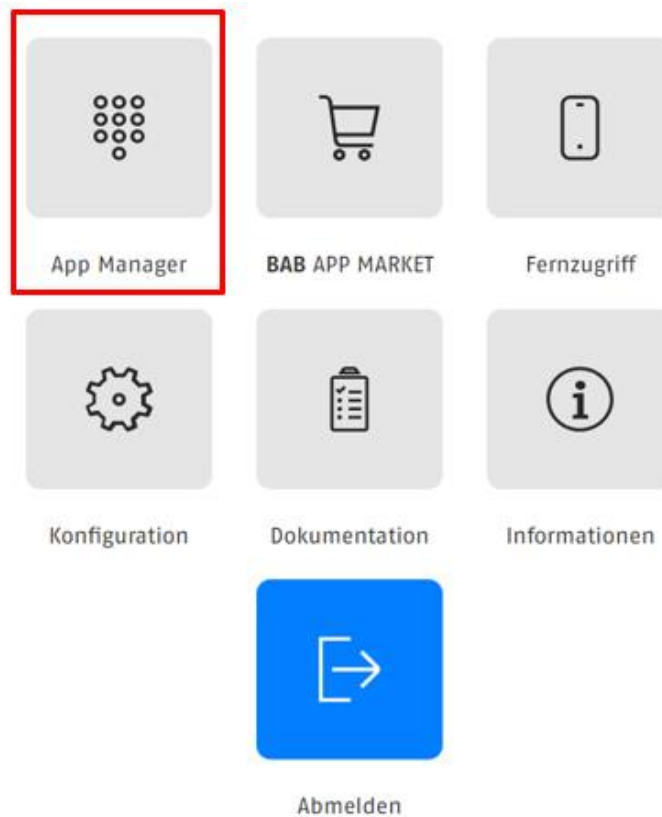 App Manager
BAB APP MARKET
Fernzugriff
Konfiguration
Dokumentation
Informationen
Abmelden